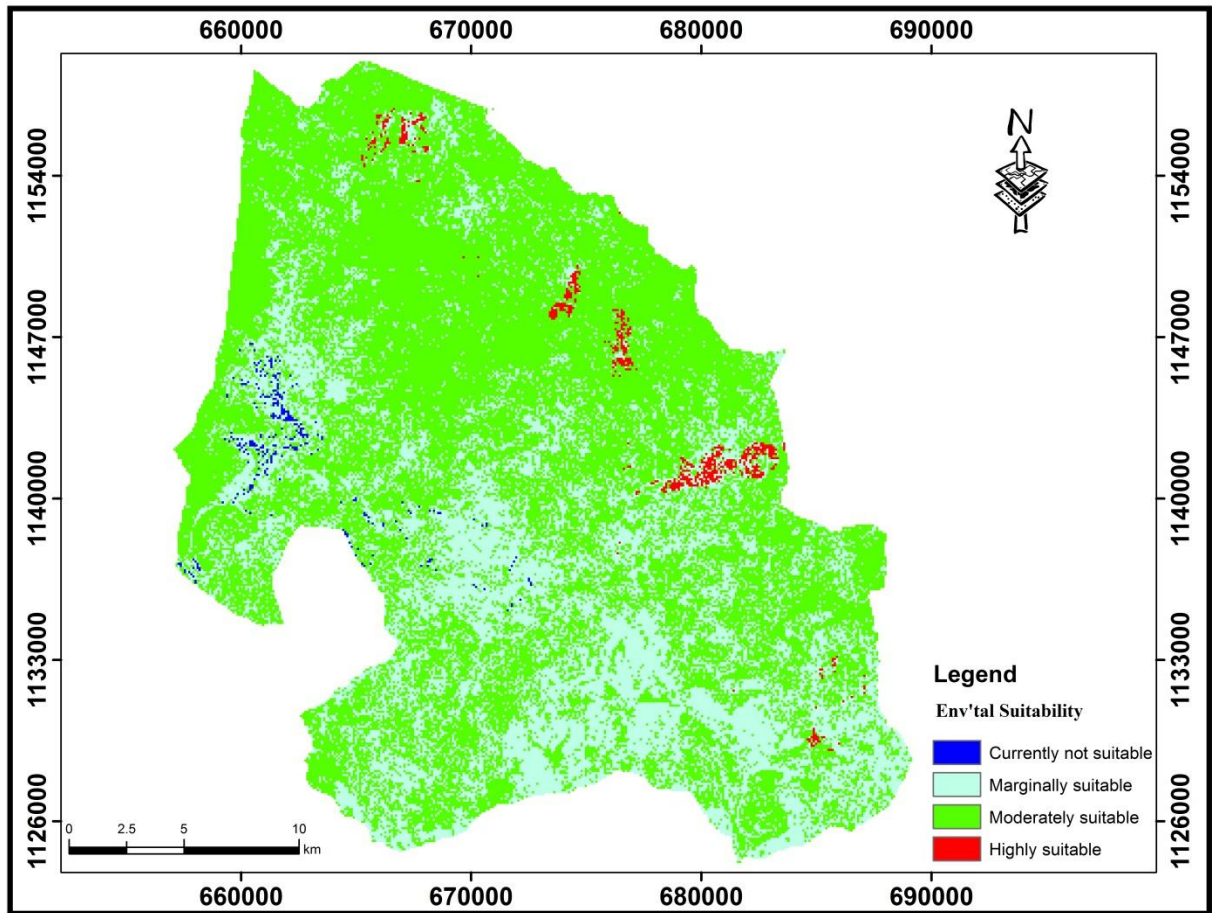 660000 670000 680000 690000
N
1154000 1154000
1147000 1147000
1140000 1140000
1133000 1133000
Legend
Env'tal Suitability
Currently not suitable
Marginally suitable
Moderately suitable
Highly suitable
1126000 1126000
0 2.5 5 10
km
660000 670000 680000 690000